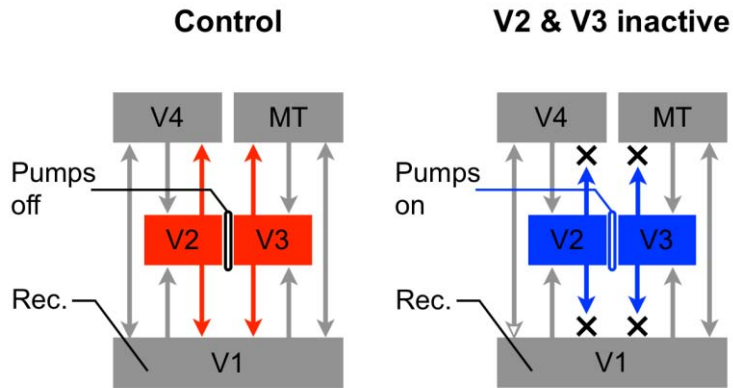 Control
V4
MT
Pumps
off
V2
V3
Rec.
V1
V2 & V3 inactive
V4
MT
Pumps
on
V2
V3
Rec.
V1